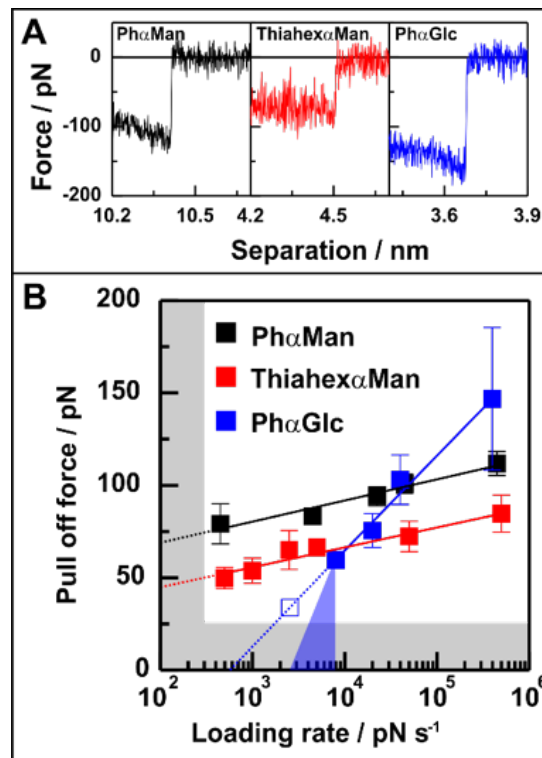 A
PhαMan
ThiahexαMan
PhαGlc
Force / pN
0
-100
-200
10.2
10.5
4.2
4.5
3.6
3.9
Separation / nm
B
PhαMan
ThiahexαMan
PhαGlc
Pull off force / pN
200
150
100
50
0
10²
10³
10⁴
10⁵
10⁶
Loading rate / pN s⁻¹